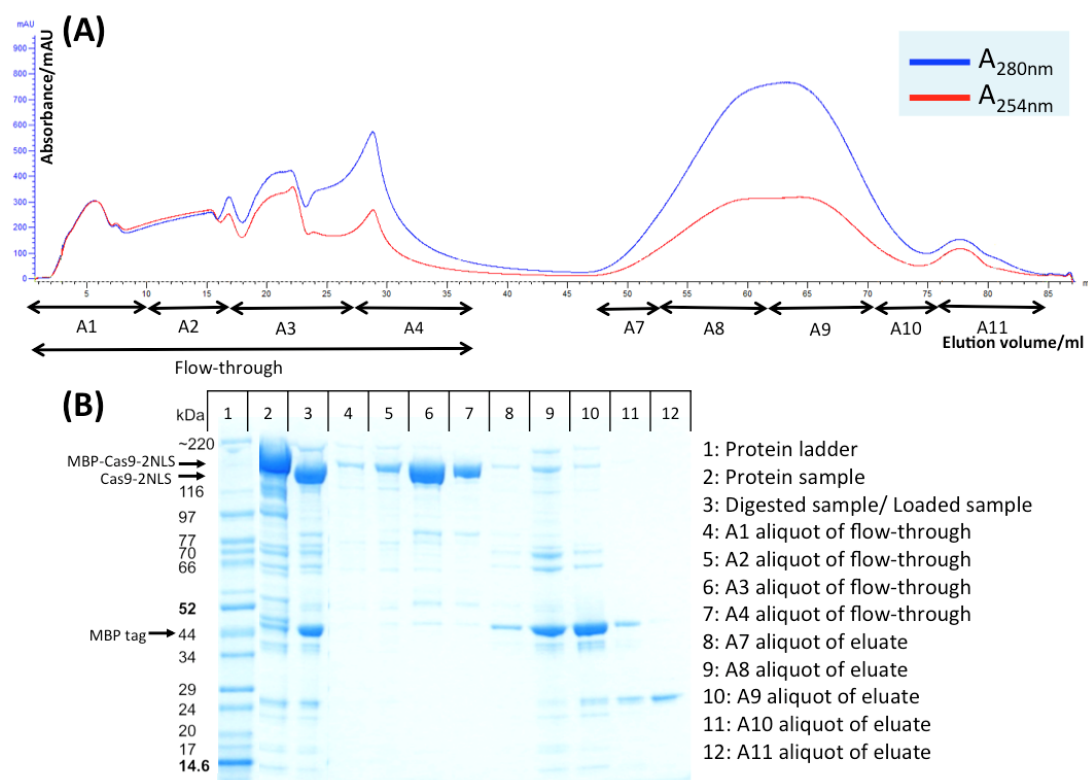 (A)
mAU
900
800
700
600
500
400
300
200
100
0
Absorbance/mAU
A280nm
A254nm
5 10 15 20 25 30 35 40 45 50 55 60 65 70 75 80 85
A1 A2 A3 A4 A7 A8 A9 A10 A11
Elution volume/ml
Flow-through
(B)
kDa 1 2 3 4 5 6 7 8 9 10 11 12
~220
MBP-Cas9-2NLS
Cas9-2NLS
116
97
77
70
66
52
MBP tag 44
34
29
24
20
17
14.6
1: Protein ladder
2: Protein sample
3: Digested sample/ Loaded sample
4: A1 aliquot of flow-through
5: A2 aliquot of flow-through
6: A3 aliquot of flow-through
7: A4 aliquot of flow-through
8: A7 aliquot of eluate
9: A8 aliquot of eluate
10: A9 aliquot of eluate
11: A10 aliquot of eluate
12: A11 aliquot of eluate